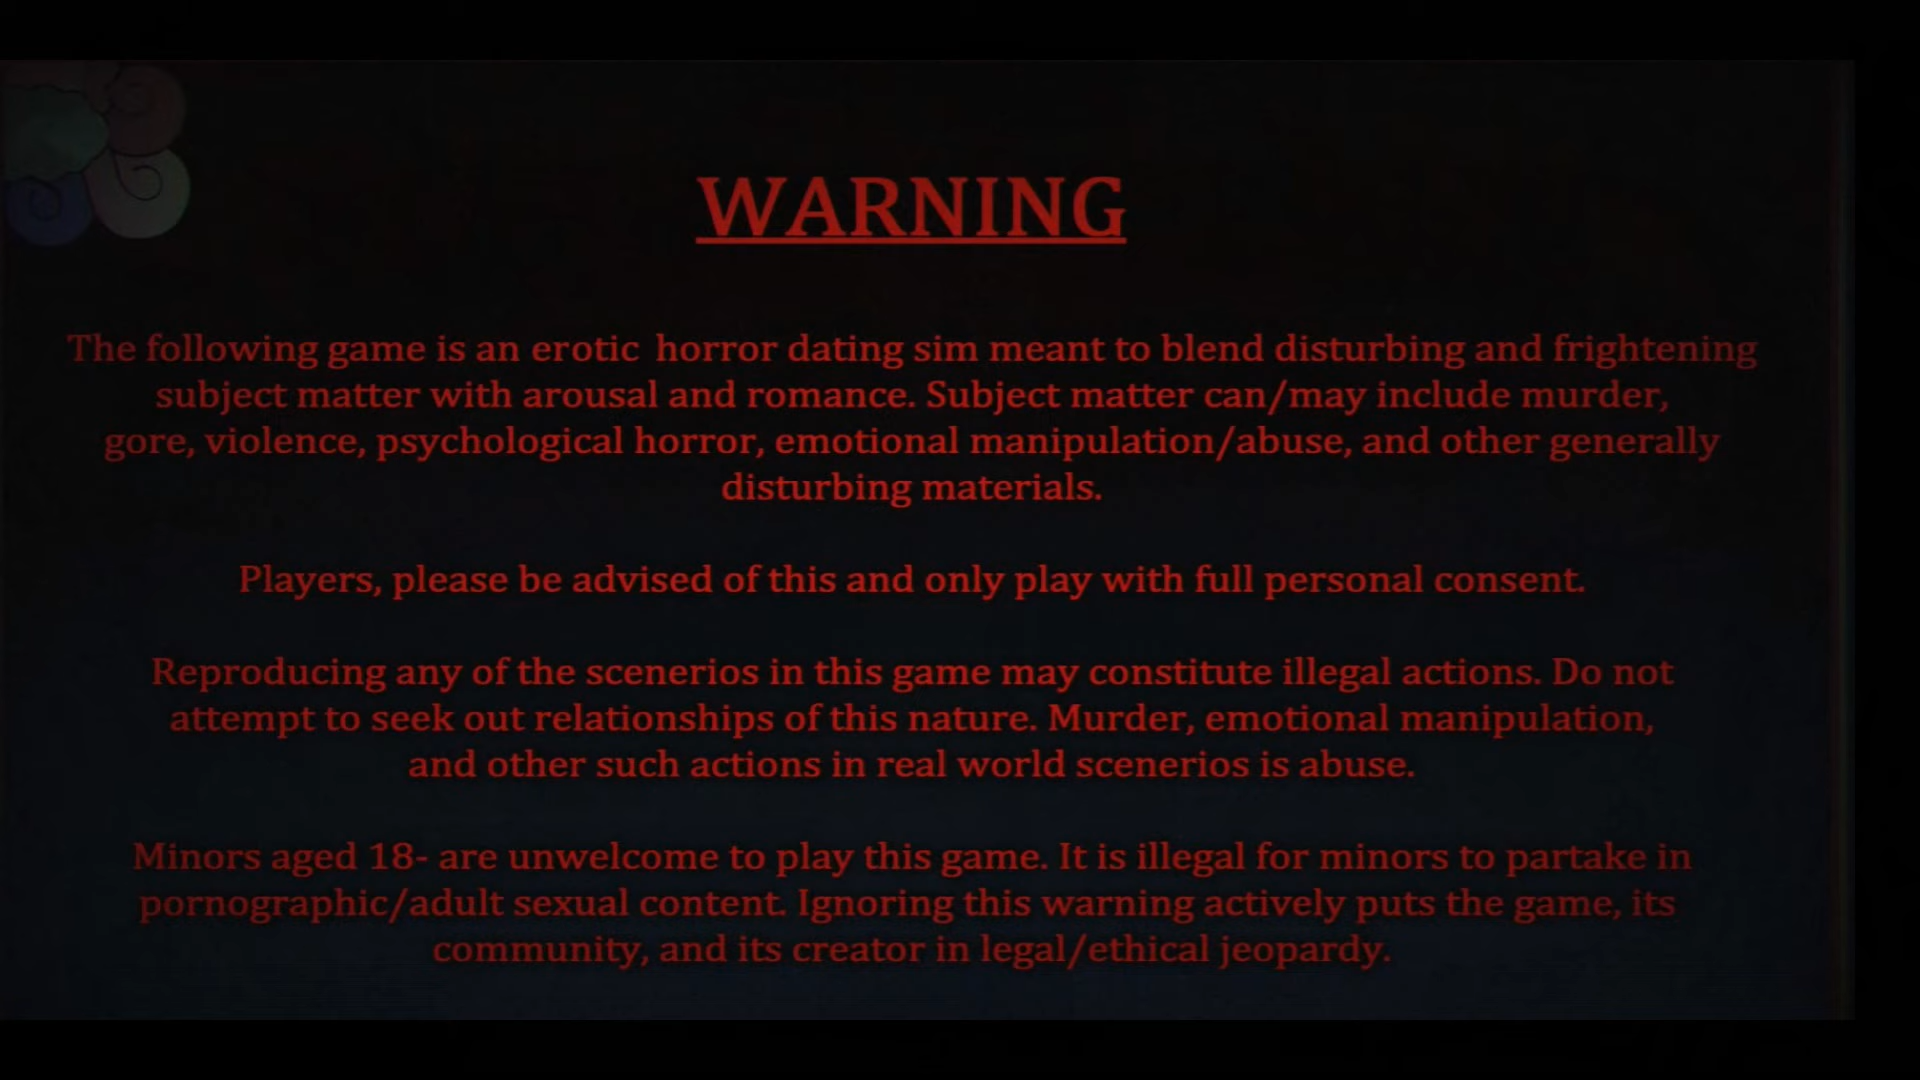 WARNING
The following game is an erotic horror dating sim meant to blend disturbing and frightening
subject matter with arousal and romance. Subject matter can/may include murder,
gore, violence, psychological horror, emotional manipulation/abuse, and other generally
disturbing materials.
Players, please be advised of this and only play with full personal consent.
Reproducing any of the scenerios in this game may constitute illegal actions. Do not
attempt to seek out relationships of this nature. Murder, emotional manipulation,
and other such actions in real world scenerios is abuse.
Minors aged 18- are unwelcome to play this game. It is illegal for minors to partake in
pornographic/adult sexual content. Ignoring this warning actively puts the game, its
community, and its creator in legal/ethical jeopardy.